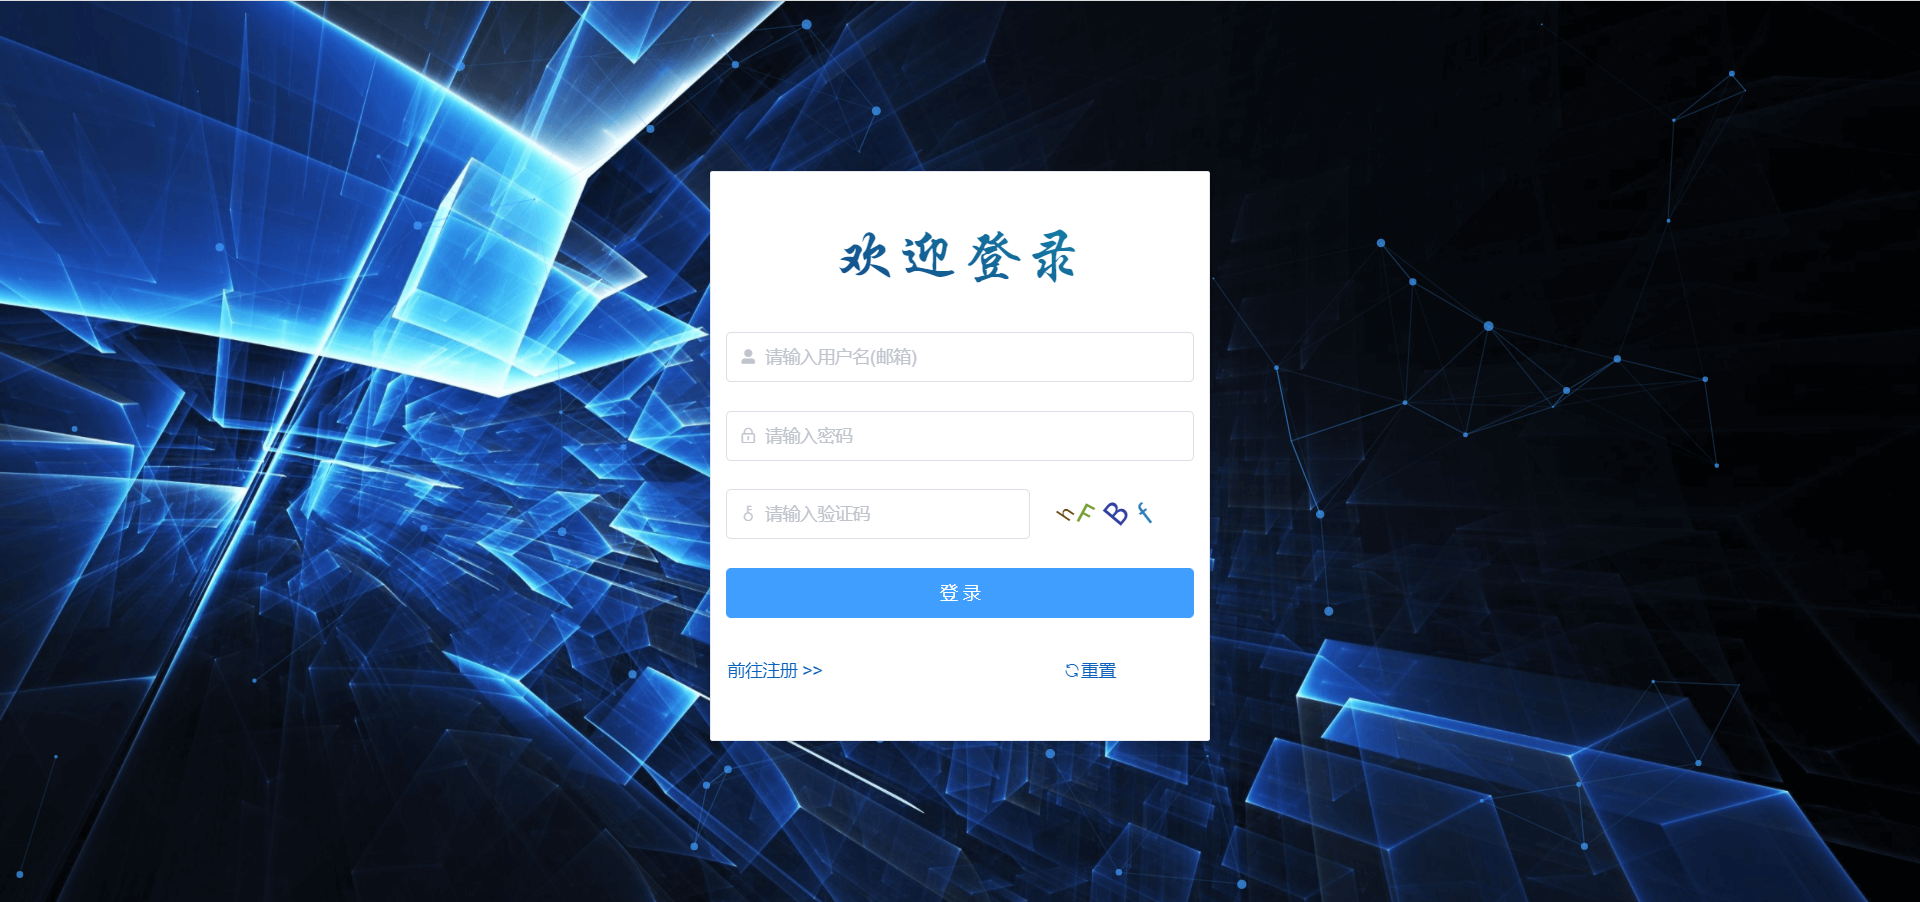 欢迎登录
请输入用户名(邮箱)
请输入密码
请输入验证码 hFBf
登 录
前往注册 >> 重置